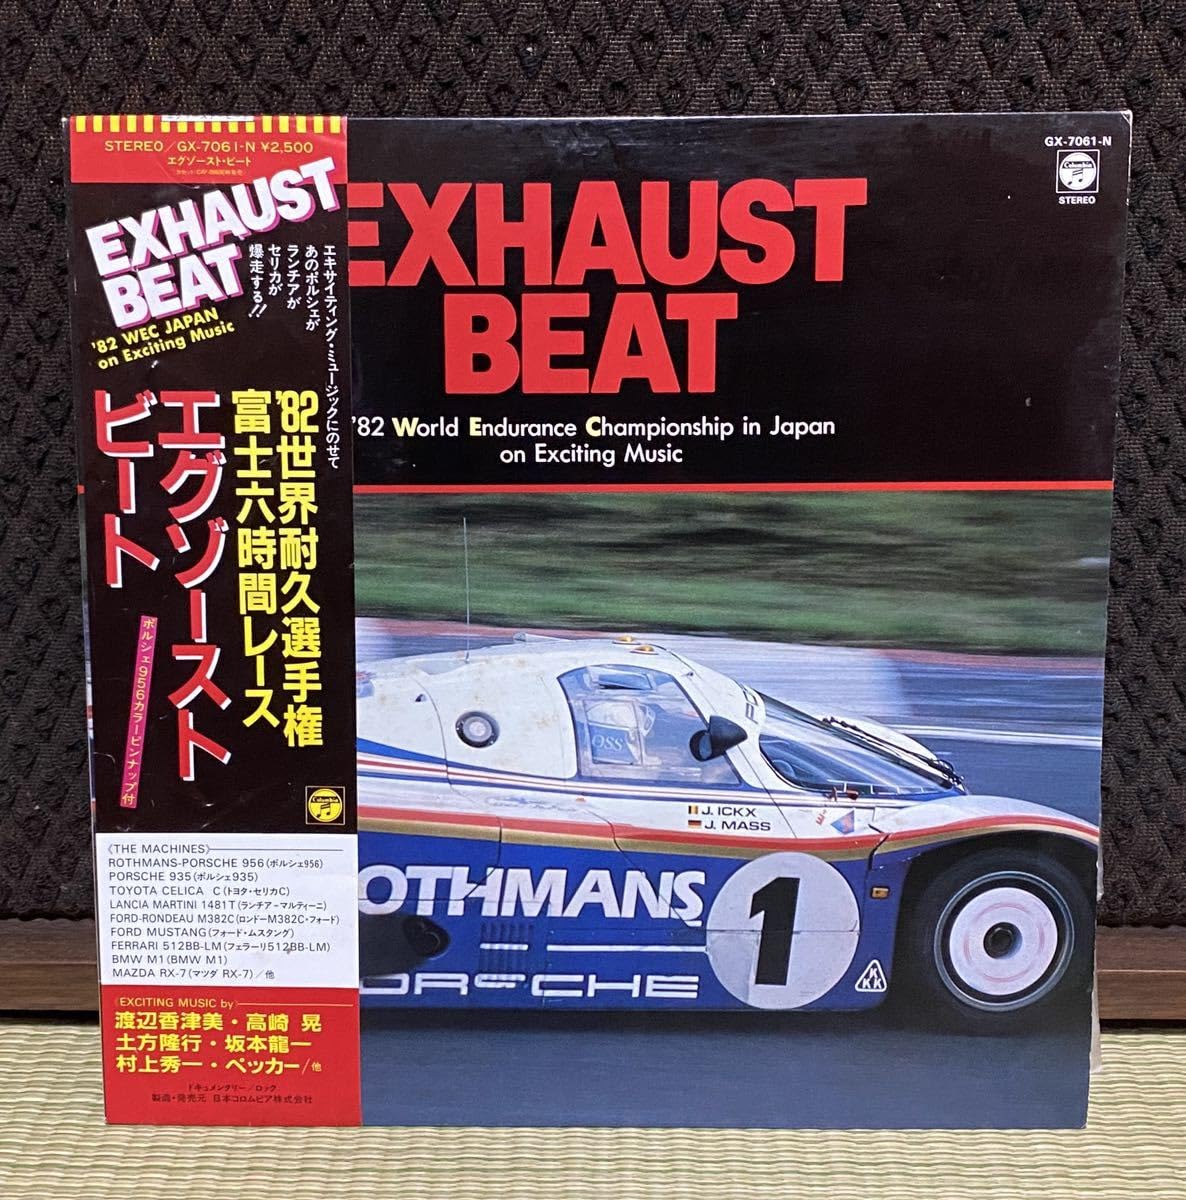 STEREO/GX-7061-N ¥2,500
エグゾースト・ビート
EXHAUST
BEAT
'82 WEC JAPAN
on Exciting Music
エキサイティング・ミュージックにのせて
あのポルシェが
ランチアが
セリカが
爆走する!!
'82世界耐久選手権
富士六時間レース
エグゾースト
ビート
ポルシェ956カラーピンナップ付
Columbia
《THE MACHINES》
ROTHMANS-PORSCHE 956(ポルシェ956)
PORSCHE 935(ポルシェ935)
TOYOTA CELICA C(トヨタ・セリカC)
LANCIA MARTINI 1481T(ランチア=マルティーニ)
FORD-RONDEAU M382C(ロンドーM382C・フォード)
FORD MUSTANG(フォード・ムスタング)
FERRARI 512BB-LM(フェラーリ512BB-LM)
BMW M1(BMW M1)
MAZDA RX-7(マツダ RX-7)/他
《EXCITING MUSIC by》
渡辺香津美・高崎 晃
土方隆行・坂本龍一
村上秀一・ペッカー/他
ドキュメンタリー/ロック
製造・発売元 日本コロムビア株式会社
GX-7061-N
Columbia
STEREO
EXHAUST
BEAT
'82 World Endurance Championship in Japan
on Exciting Music
J. ICKX
J. MASS
OTHMANS
1
ORSCHE
KKK